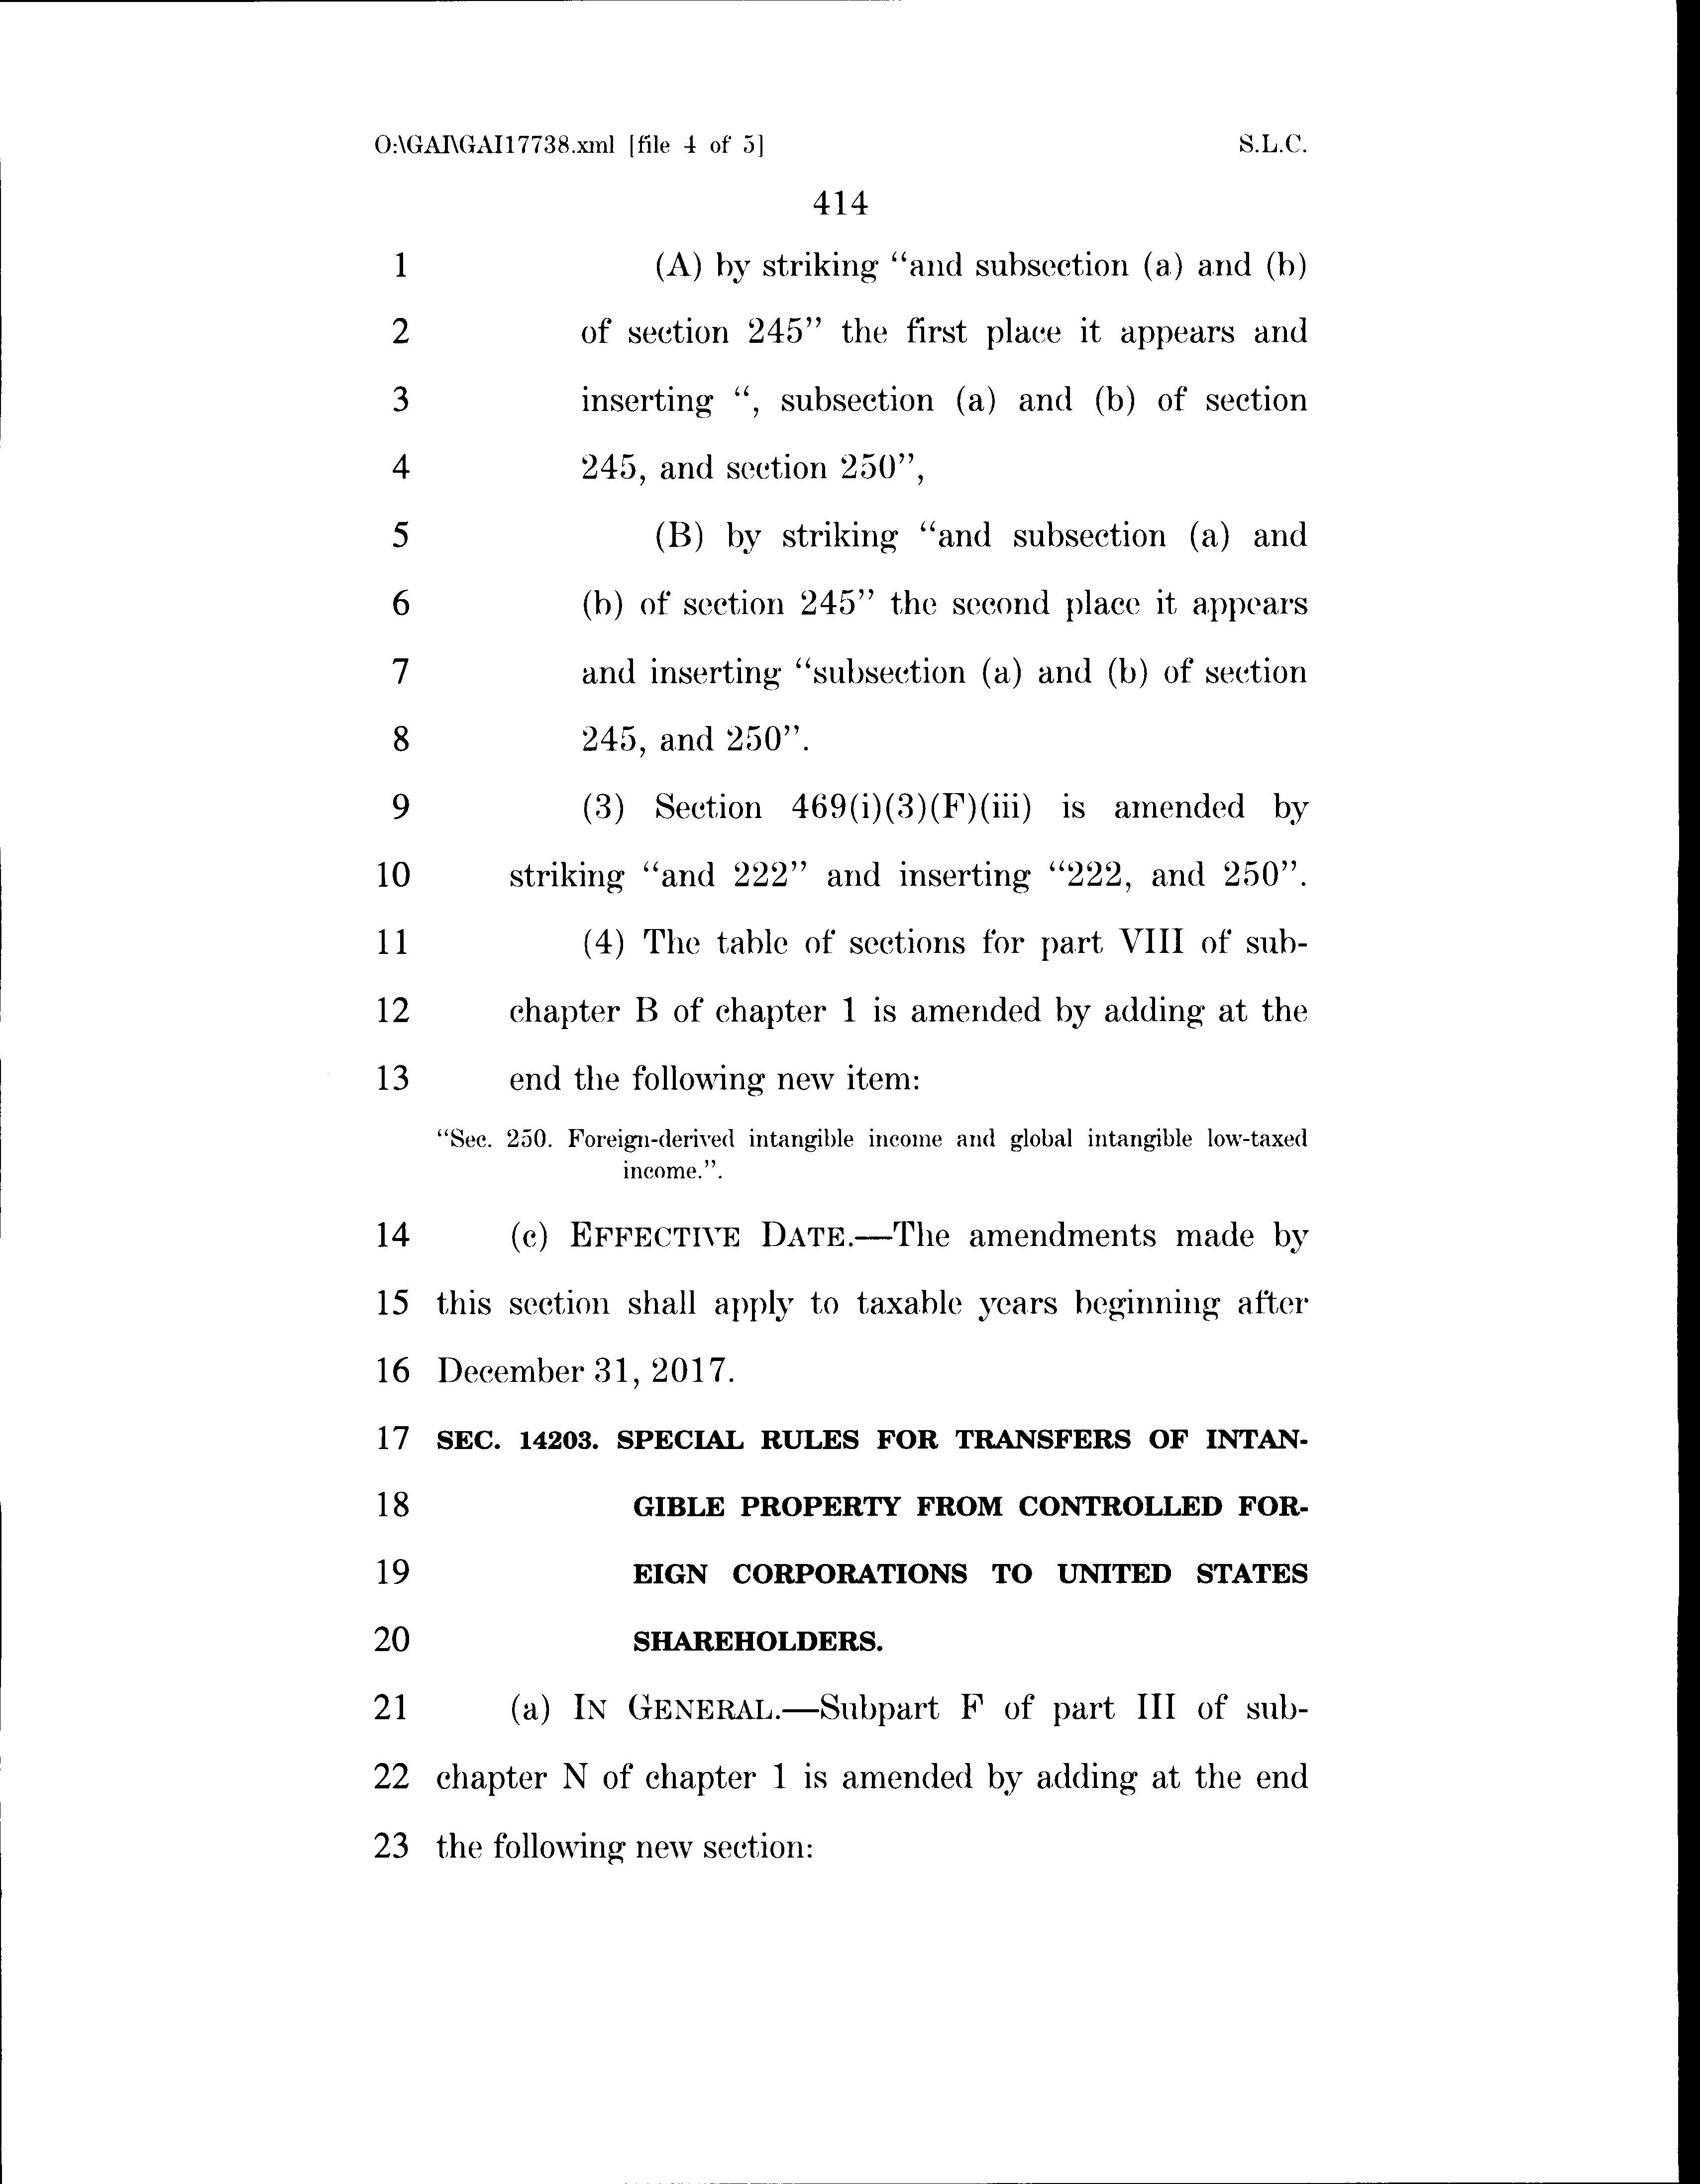 O:\GAI\GAI17738.xml [file 4 of 5] S.L.C.
414
1 (A) by striking “and subsection (a) and (b)
2 of section 245” the first place it appears and
3 inserting “, subsection (a) and (b) of section
4 245, and section 250”,
5 (B) by striking “and subsection (a) and
6 (b) of section 245” the second place it appears
7 and inserting “subsection (a) and (b) of section
8 245, and 250”.
9 (3) Section 469(i)(3)(F)(iii) is amended by
10 striking “and 222” and inserting “222, and 250”.
11 (4) The table of sections for part VIII of sub-
12 chapter B of chapter 1 is amended by adding at the
13 end the following new item:
“Sec. 250. Foreign-derived intangible income and global intangible low-taxed
income.”.
14 (c) EFFECTIVE DATE.—The amendments made by
15 this section shall apply to taxable years beginning after
16 December 31, 2017.
17 SEC. 14203. SPECIAL RULES FOR TRANSFERS OF INTAN-
18 GIBLE PROPERTY FROM CONTROLLED FOR-
19 EIGN CORPORATIONS TO UNITED STATES
20 SHAREHOLDERS.
21 (a) IN GENERAL.—Subpart F of part III of sub-
22 chapter N of chapter 1 is amended by adding at the end
23 the following new section: